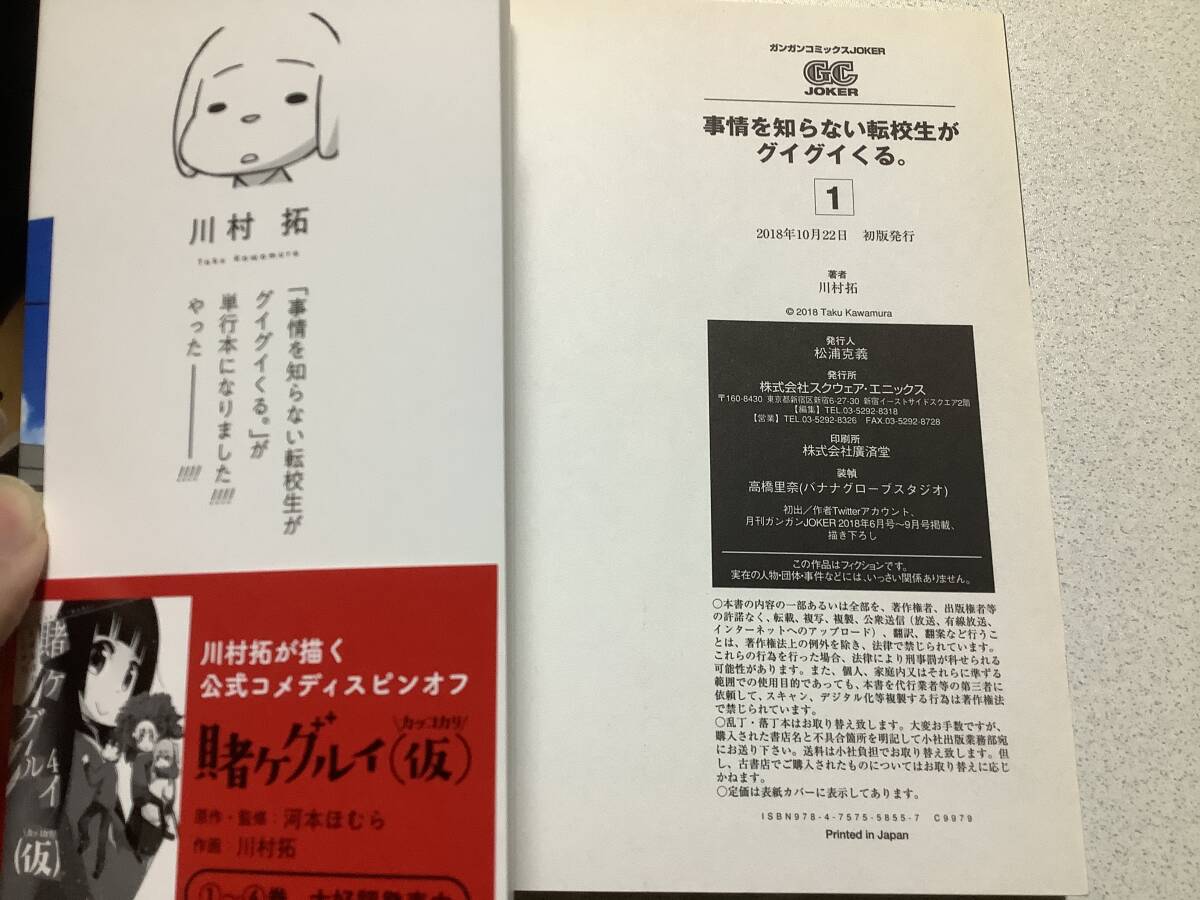 川村 拓
Taku Kawamura
「事情を知らない転校生が
グイグイくる。」が
単行本になりました!!!!
やった────!!!!
川村拓が描く
公式コメディスピンオフ
賭ケグルイ(仮)
カッコカリ
原作・監修:河本ほむら
作画:川村拓
①~④巻
賭ケグルイ
(仮)
カッコカリ
4
ガンガンコミックスJOKER
GC
JOKER
事情を知らない転校生が
グイグイくる。
1
2018年10月22日 初版発行
著者
川村拓
© 2018 Taku Kawamura
発行人
松浦克義
発行所
株式会社スクウェア・エニックス
〒160-8430 東京都新宿区新宿6-27-30 新宿イーストサイドスクエア2階
【編集】TEL.03-5292-8318
【営業】TEL.03-5292-8326 FAX.03-5292-8728
印刷所
株式会社廣済堂
装幀
高橋里奈(バナナグローブスタジオ)
初出/作者Twitterアカウント、
月刊ガンガンJOKER 2018年6月号~9月号掲載、
描き下ろし
この作品はフィクションです。
実在の人物・団体・事件などには、いっさい関係ありません。
○本書の内容の一部あるいは全部を、著作権者、出版権者等
の許諾なく、転載、複写、複製、公衆送信(放送、有線放送、
インターネットへのアップロード)、翻訳、翻案など行うこ
とは、著作権法上の例外を除き、法律で禁じられています。
これらの行為を行った場合、法律により刑事罰が科せられる
可能性があります。また、個人、家庭内又はそれらに準ずる
範囲での使用目的であっても、本書を代行業者等の第三者に
依頼して、スキャン、デジタル化等複製する行為は著作権法
で禁じられています。
○乱丁・落丁本はお取り替え致します。大変お手数ですが、
購入された書店名と不具合箇所を明記して小社出版業務部宛
にお送り下さい。送料は小社負担でお取り替え致します。但
し、古書店でご購入されたものについてはお取り替えに応じ
かねます。
○定価は表紙カバーに表示してあります。
ISBN978-4-7575-5855-7 C9979
Printed in Japan